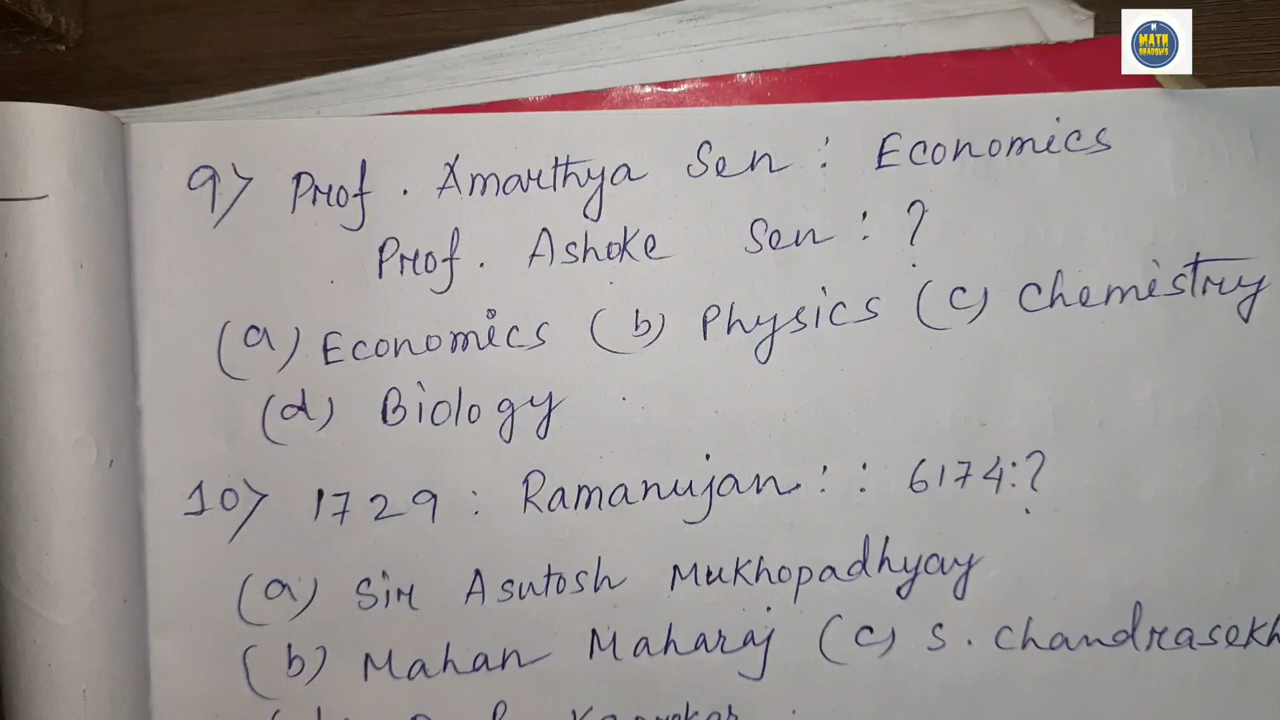 M
MATH
SHADOWS
9> Prof. Amarthya Sen : Economics
Prof. Ashoke Sen : ?
(a) Economics (b) Physics (c) Chemistry
(d) Biology
10> 1729 : Ramanujan : : 6174:?
(a) Sir Asutosh Mukhopadhyay
(b) Mahan Maharaj (c) S. Chandrasekh